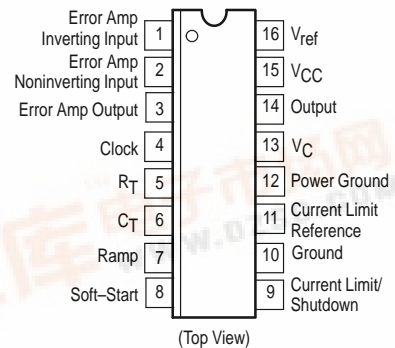 Error Amp
Inverting Input
1
Error Amp
Noninverting Input
2
Error Amp Output
3
Clock
4
RT
5
CT
6
Ramp
7
Soft–Start
8
16
Vref
15
VCC
14
Output
13
VC
12
Power Ground
11
Current Limit
Reference
10
Ground
9
Current Limit/
Shutdown
(Top View)